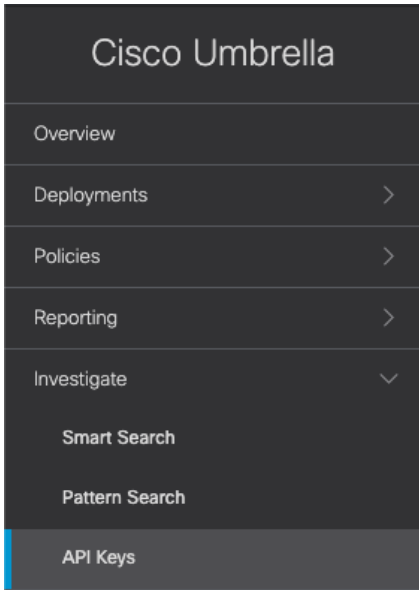 Cisco Umbrella
Overview
Deployments
Policies
Reporting
Investigate
Smart Search
Pattern Search
API Keys